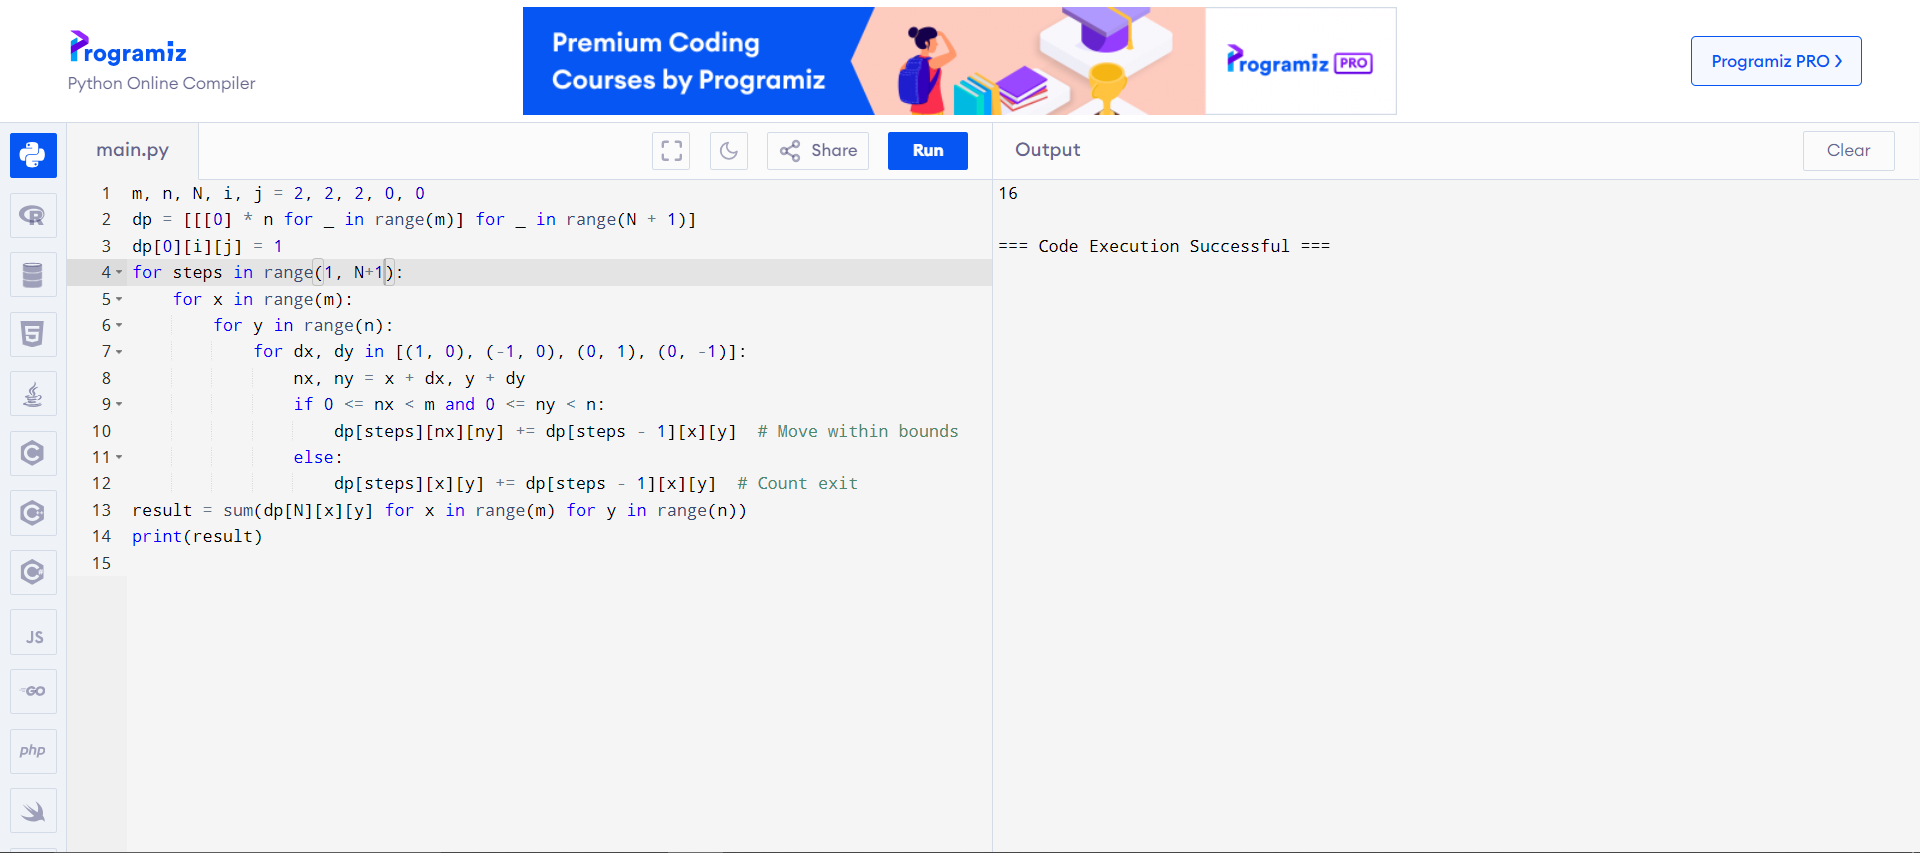 Programiz
Python Online Compiler
Premium Coding
Courses by Programiz
Programiz PRO
Programiz PRO
main.py
Share
Run
Output
Clear
1 m, n, N, i, j = 2, 2, 2, 0, 0
2 dp = [[[0] * n for _ in range(m)] for _ in range(N + 1)]
3 dp[0][i][j] = 1
4 for steps in range(1, N+1):
5     for x in range(m):
6         for y in range(n):
7             for dx, dy in [(1, 0), (-1, 0), (0, 1), (0, -1)]:
8                 nx, ny = x + dx, y + dy
9                 if 0 <= nx < m and 0 <= ny < n:
10                     dp[steps][nx][ny] += dp[steps - 1][x][y]  # Move within bounds
11                 else:
12                     dp[steps][x][y] += dp[steps - 1][x][y]  # Count exit
13 result = sum(dp[N][x][y] for x in range(m) for y in range(n))
14 print(result)
15
16
=== Code Execution Successful ===
R
5
C
C
C
JS
GO
php